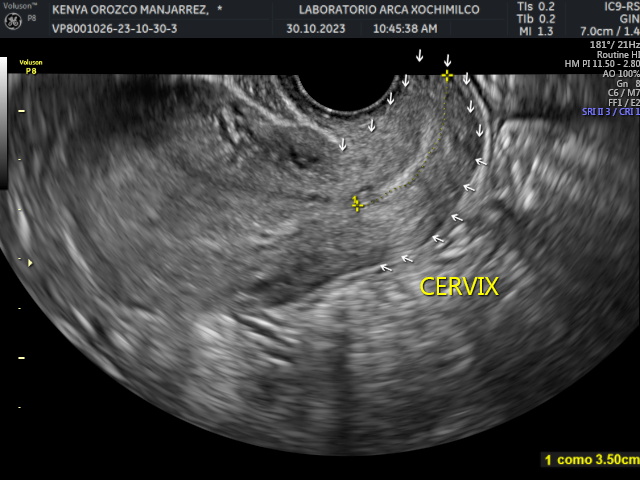 Voluson™
P8
KENYA OROZCO MANJARREZ, *
VP8001026-23-10-30-3
LABORATORIO ARCA XOCHIMILCO
30.10.2023
10:45:38 AM
TIs 0.2
TIb 0.2
MI 1.3
IC9-RS
GIN
7.0cm / 1.4
181° / 21Hz
Routine HI
HM PI 11.50 - 2.80
AO 100%
Gn 8
C6 / M7
FF1 / E2
SRI II 3 / CRI 1
Voluson
P8
1
CERVIX
1 como 3.50cm